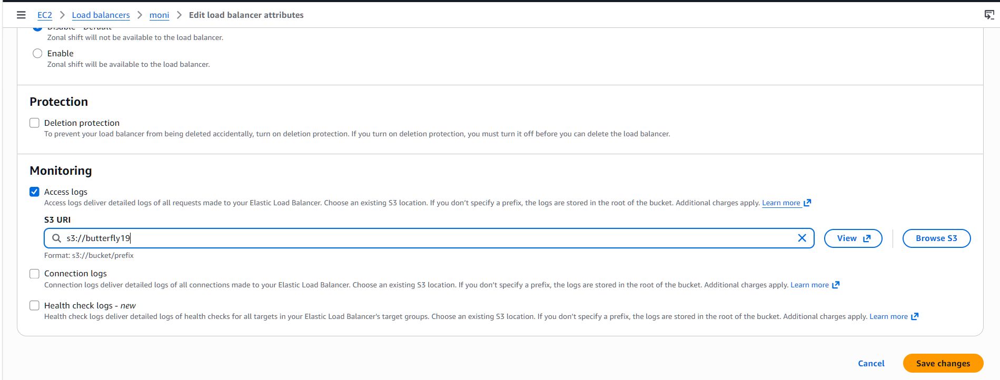 EC2 > Load balancers > moni > Edit load balancer attributes
Disable - Default
Zonal shift will not be available to the load balancer.
Enable
Zonal shift will be available to the load balancer.
Protection
Deletion protection
To prevent your load balancer from being deleted accidentally, turn on deletion protection. If you turn on deletion protection, you must turn it off before you can delete the load balancer.
Monitoring
Access logs
Access logs deliver detailed logs of all requests made to your Elastic Load Balancer. Choose an existing S3 location. If you don’t specify a prefix, the logs are stored in the root of the bucket. Additional charges apply. Learn more
S3 URI
s3://butterfly19
View
Browse S3
Format: s3://bucket/prefix
Connection logs
Connection logs deliver detailed logs of all connections made to your Elastic Load Balancer. Choose an existing S3 location. If you don’t specify a prefix, the logs are stored in the root of the bucket. Additional charges apply. Learn more
Health check logs - new
Health check logs deliver detailed logs of health checks for all targets in your Elastic Load Balancer's target groups. Choose an existing S3 location. If you don’t specify a prefix, the logs are stored in the root of the bucket. Additional charges apply. Learn more
Cancel
Save changes